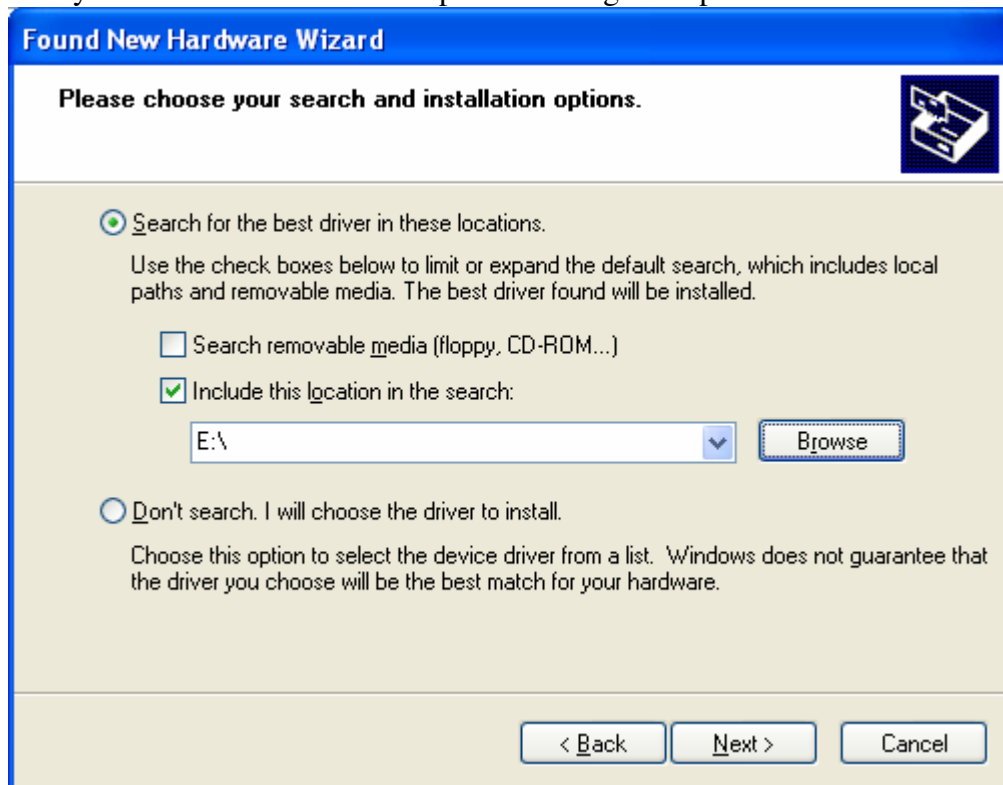 Found New Hardware Wizard
Please choose your search and installation options.
Search for the best driver in these locations.
Use the check boxes below to limit or expand the default search, which includes local
paths and removable media. The best driver found will be installed.
Search removable media (floppy, CD-ROM...)
Include this location in the search:
E:\
Browse
Don't search. I will choose the driver to install.
Choose this option to select the device driver from a list.  Windows does not guarantee that
the driver you choose will be the best match for your hardware.
< Back Next > Cancel